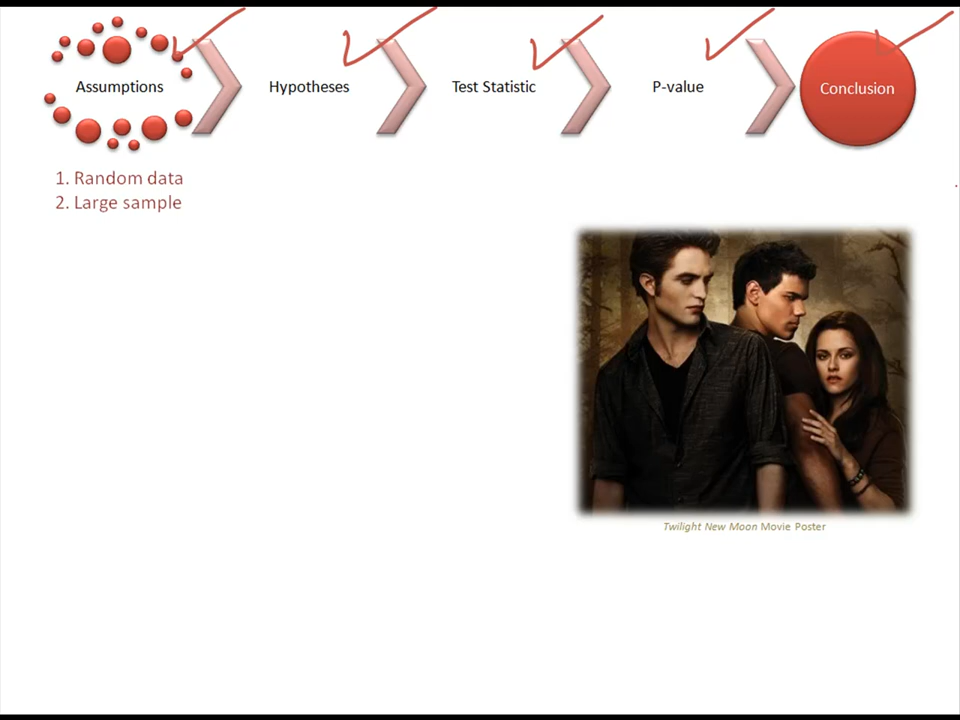 Assumptions
Hypotheses
Test Statistic
P-value
Conclusion
1. Random data
2. Large sample
Twilight New Moon Movie Poster